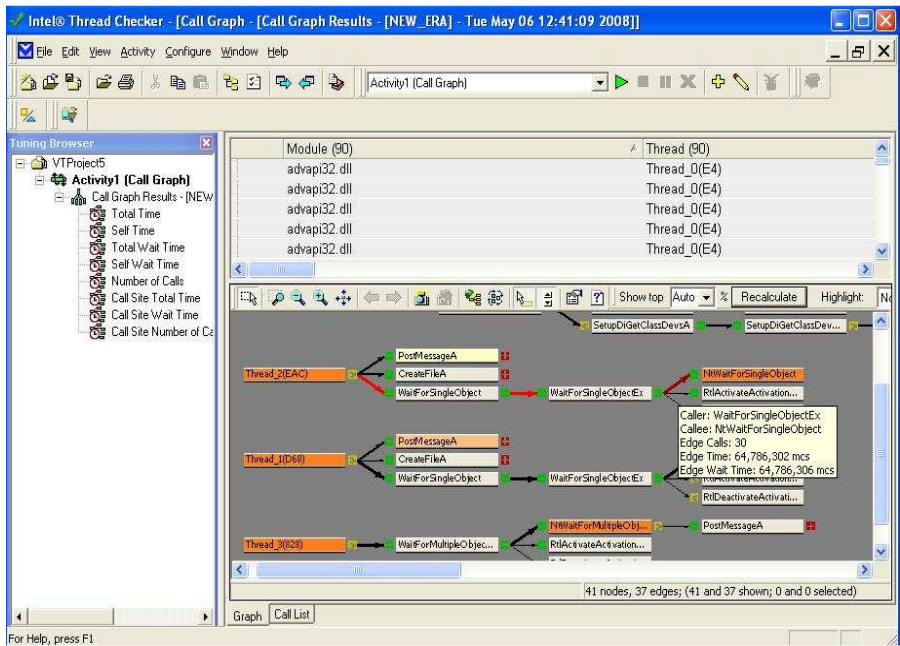 Intel® Thread Checker - [Call Graph - [Call Graph Results - [NEW_ERA] - Tue May 06 12:41:09 2008]]
File Edit View Activity Configure Window Help
Activity1 (Call Graph)
Tuning Browser
VTProject5
Activity1 (Call Graph)
Call Graph Results - [NEW
Total Time
Self Time
Total Wait Time
Self Wait Time
Number of Calls
Call Site Total Time
Call Site Wait Time
Call Site Number of Ca
Module (90) Thread (90)
advapi32.dll Thread_0(E4)
advapi32.dll Thread_0(E4)
advapi32.dll Thread_0(E4)
advapi32.dll Thread_0(E4)
advapi32.dll Thread_0(E4)
Show top Auto % Recalculate Highlight: No
SetupDiGetClassDevsA SetupDiGetClassDev...
PostMessageA
Thread_2(EAC) CreateFileA NtWaitForSingleObject
WaitForSingleObject WaitForSingleObjectEx RtlActivateActivation...
Caller: WaitForSingleObjectEx
Callee: NtWaitForSingleObject
Edge Calls: 30
Edge Time: 64,786,302 mcs
Edge Wait Time: 64,786,306 mcs
PostMessageA
Thread_1(D68) CreateFileA
WaitForSingleObject WaitForSingleObjectEx
RtlDeactivateActivati...
NtWaitForMultipleObj... PostMessageA
Thread_3(828) WaitForMultipleObjec... RtlActivateActivation...
41 nodes, 37 edges; (41 and 37 shown; 0 and 0 selected)
Graph Call List
For Help, press F1